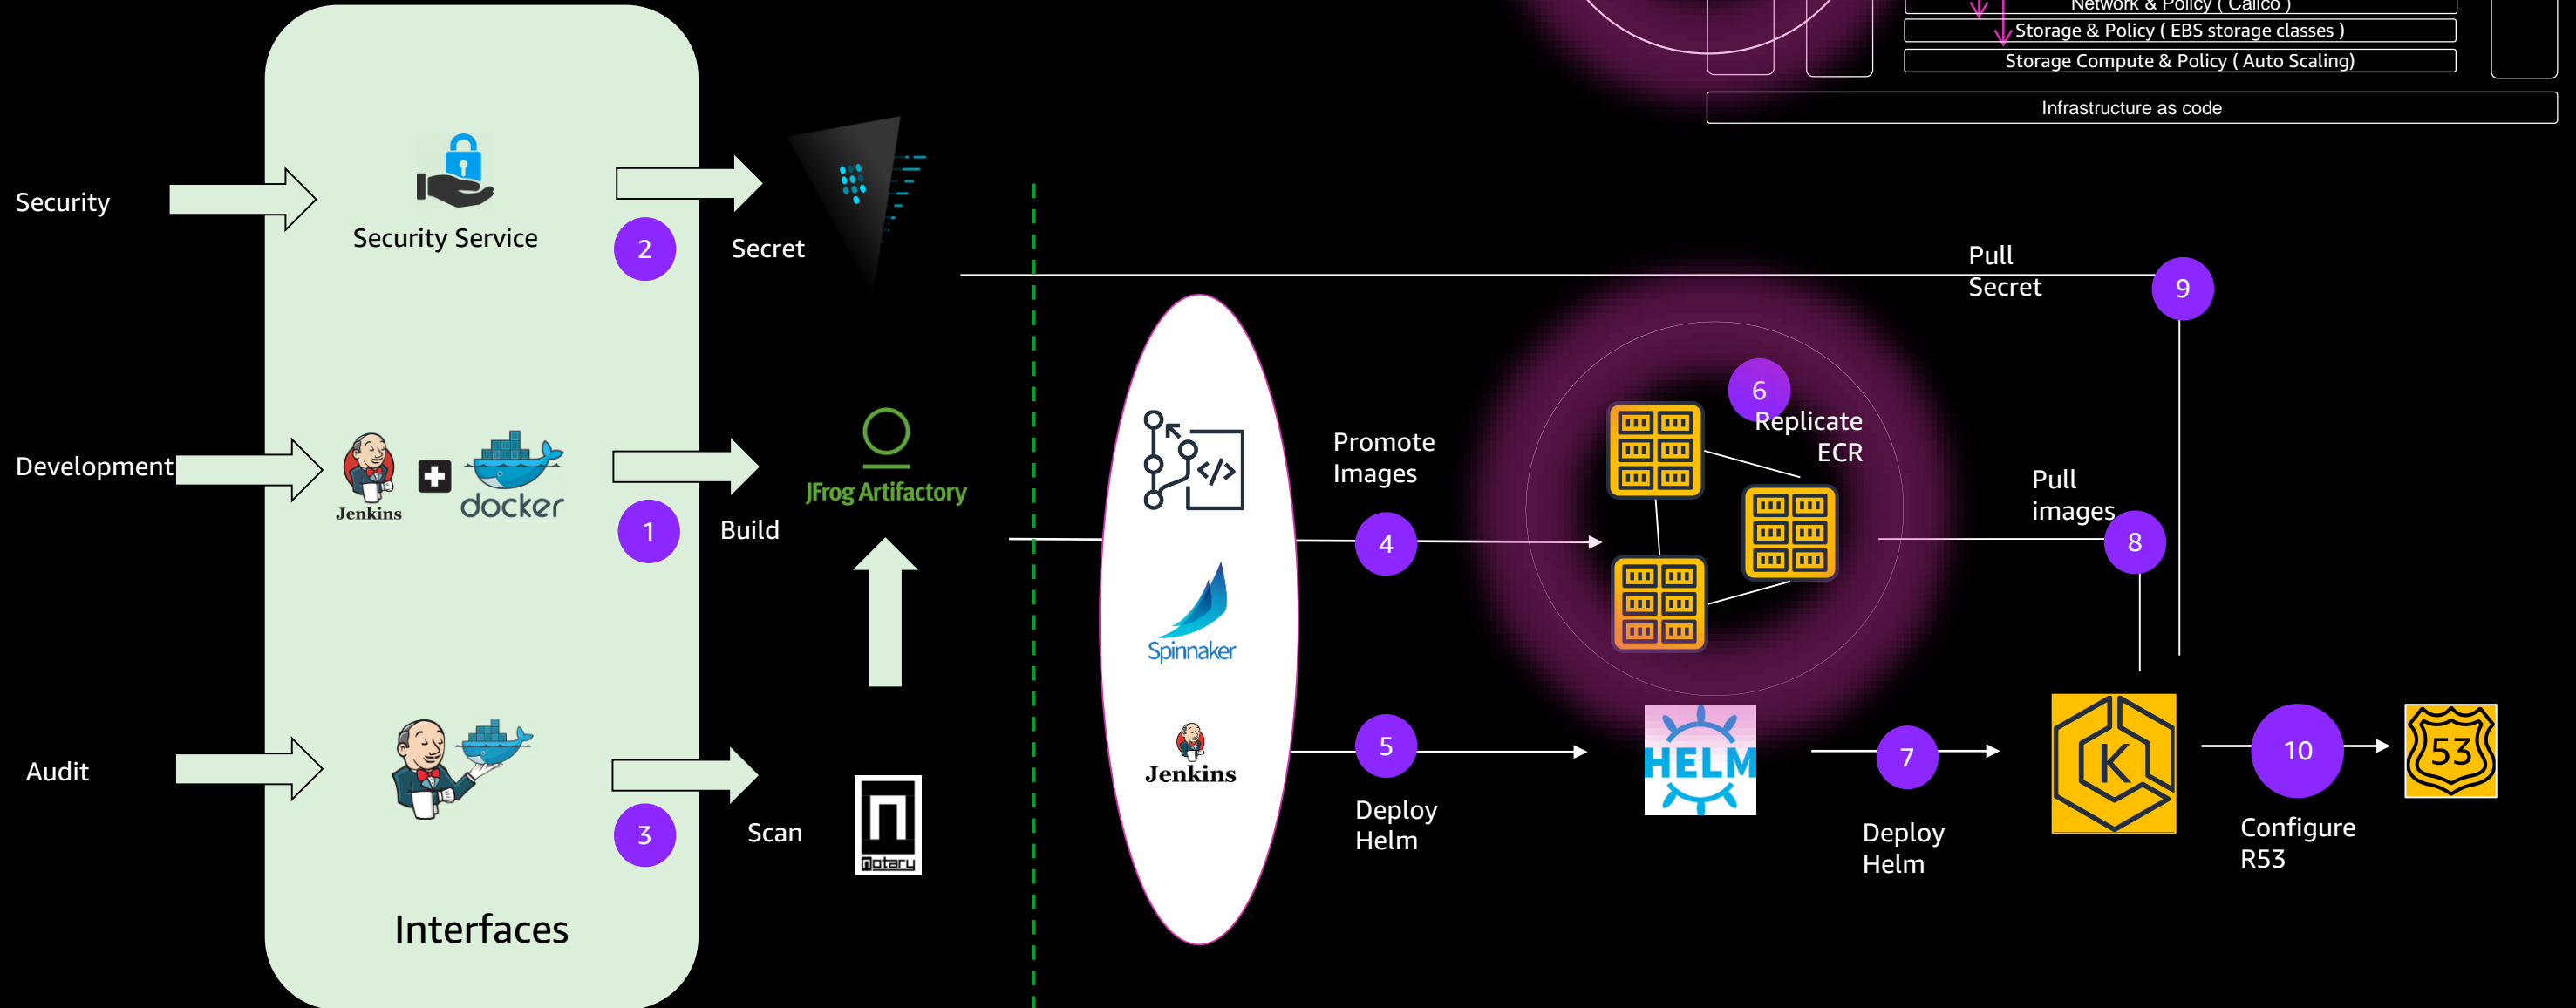 Network & Policy ( Calico )
Storage & Policy ( EBS storage classes )
Storage Compute & Policy ( Auto Scaling)
Infrastructure as code
Security
Security Service
2
Secret
Pull
Secret
9
Development
Jenkins
docker
1
Build
JFrog Artifactory
Promote
Images
4
6
Replicate
ECR
Pull
images
8
Spinnaker
Jenkins
Audit
3
Scan
notary
Interfaces
5
Deploy
Helm
HELM
7
Deploy
Helm
K
10
Configure
R53
53